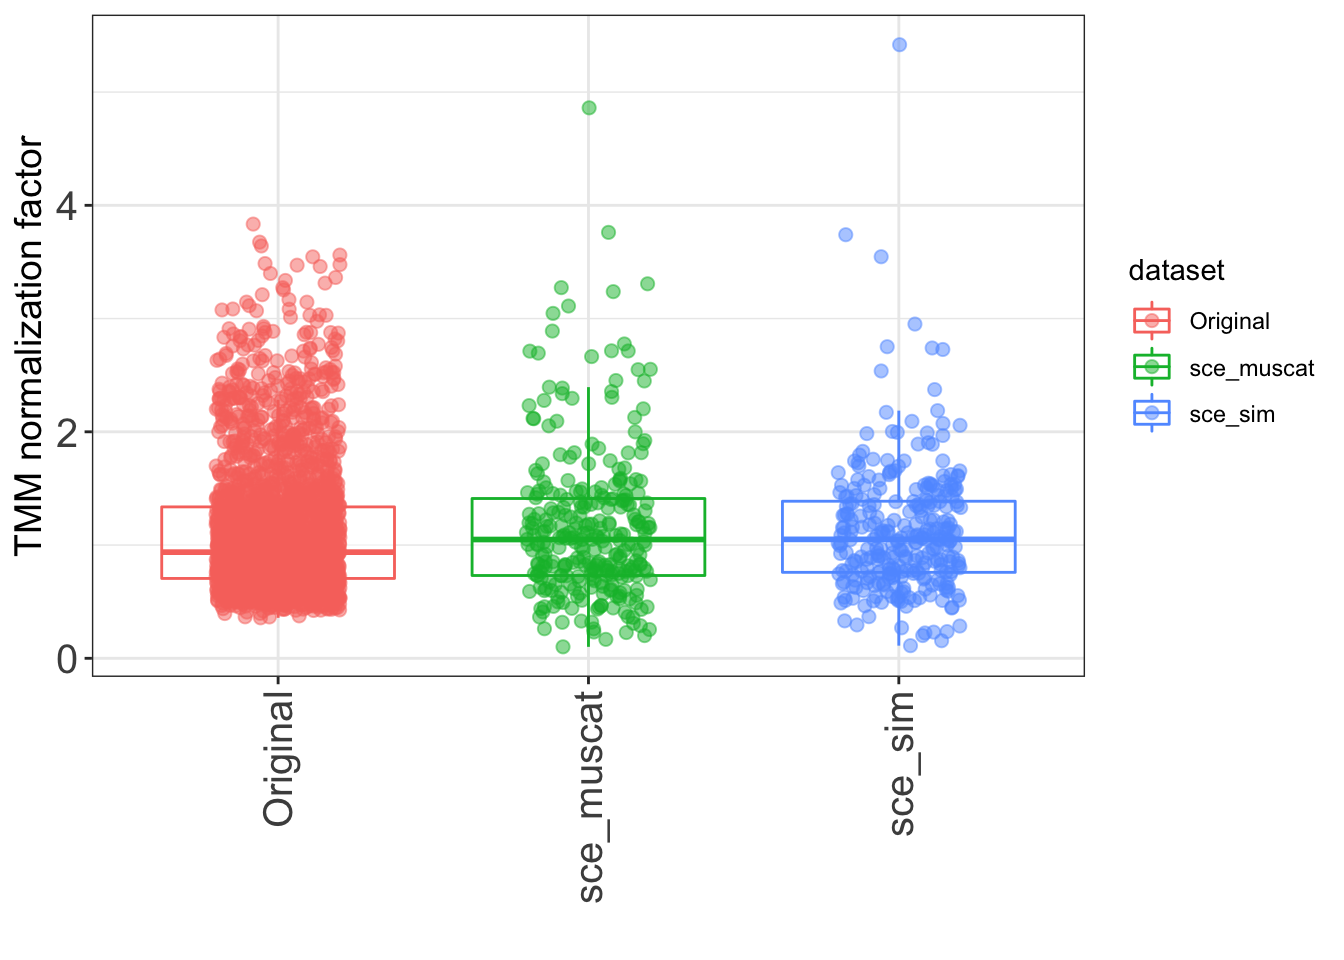 TMM normalization factor
4
2
0
Original
sce_muscat
sce_sim
dataset
Original
sce_muscat
sce_sim